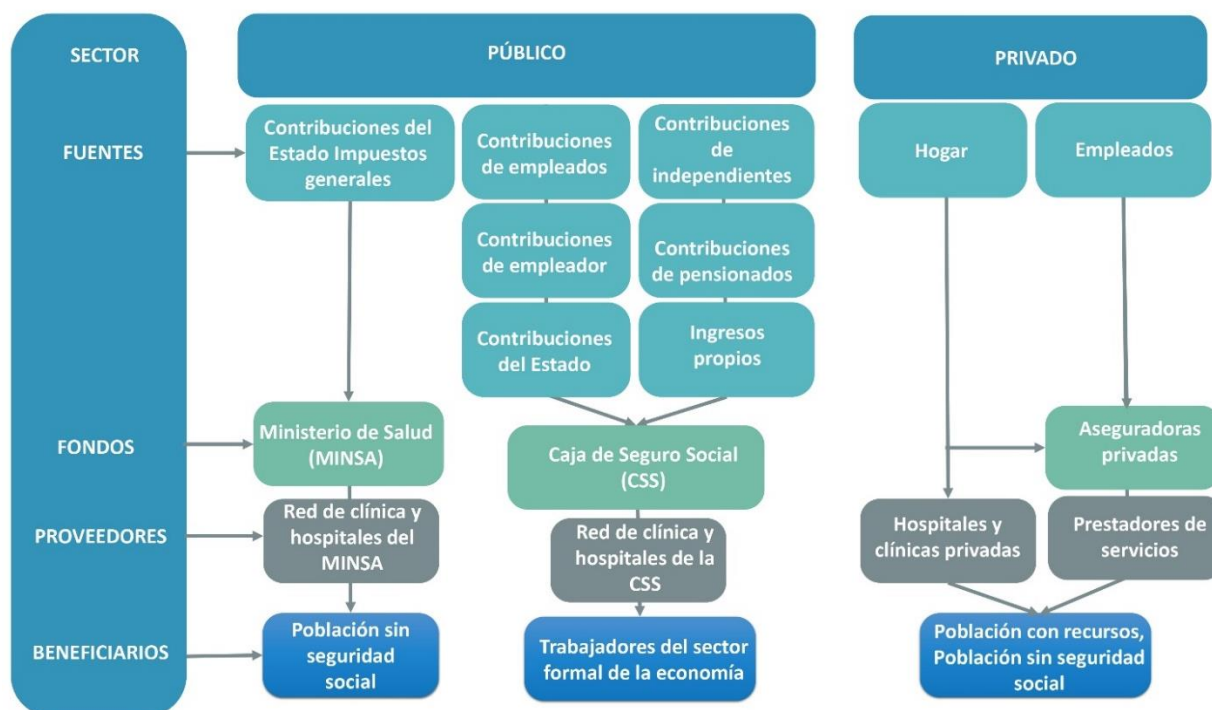 SECTOR
PÚBLICO
PRIVADO
FUENTES
Contribuciones del
Estado Impuestos
generales
Contribuciones
de empleados
Contribuciones
de
independientes
Hogar
Empleados
Contribuciones
de empleador
Contribuciones
de pensionados
Contribuciones
del Estado
Ingresos
propios
FONDOS
Ministerio de Salud
(MINSA)
Caja de Seguro Social
(CSS)
Aseguradoras
privadas
PROVEEDORES
Red de clínica y
hospitales del
MINSA
Red de clínica y
hospitales de la
CSS
Hospitales y
clínicas privadas
Prestadores de
servicios
BENEFICIARIOS
Población sin
seguridad
social
Trabajadores del sector
formal de la economía
Población con recursos,
Población sin seguridad
social